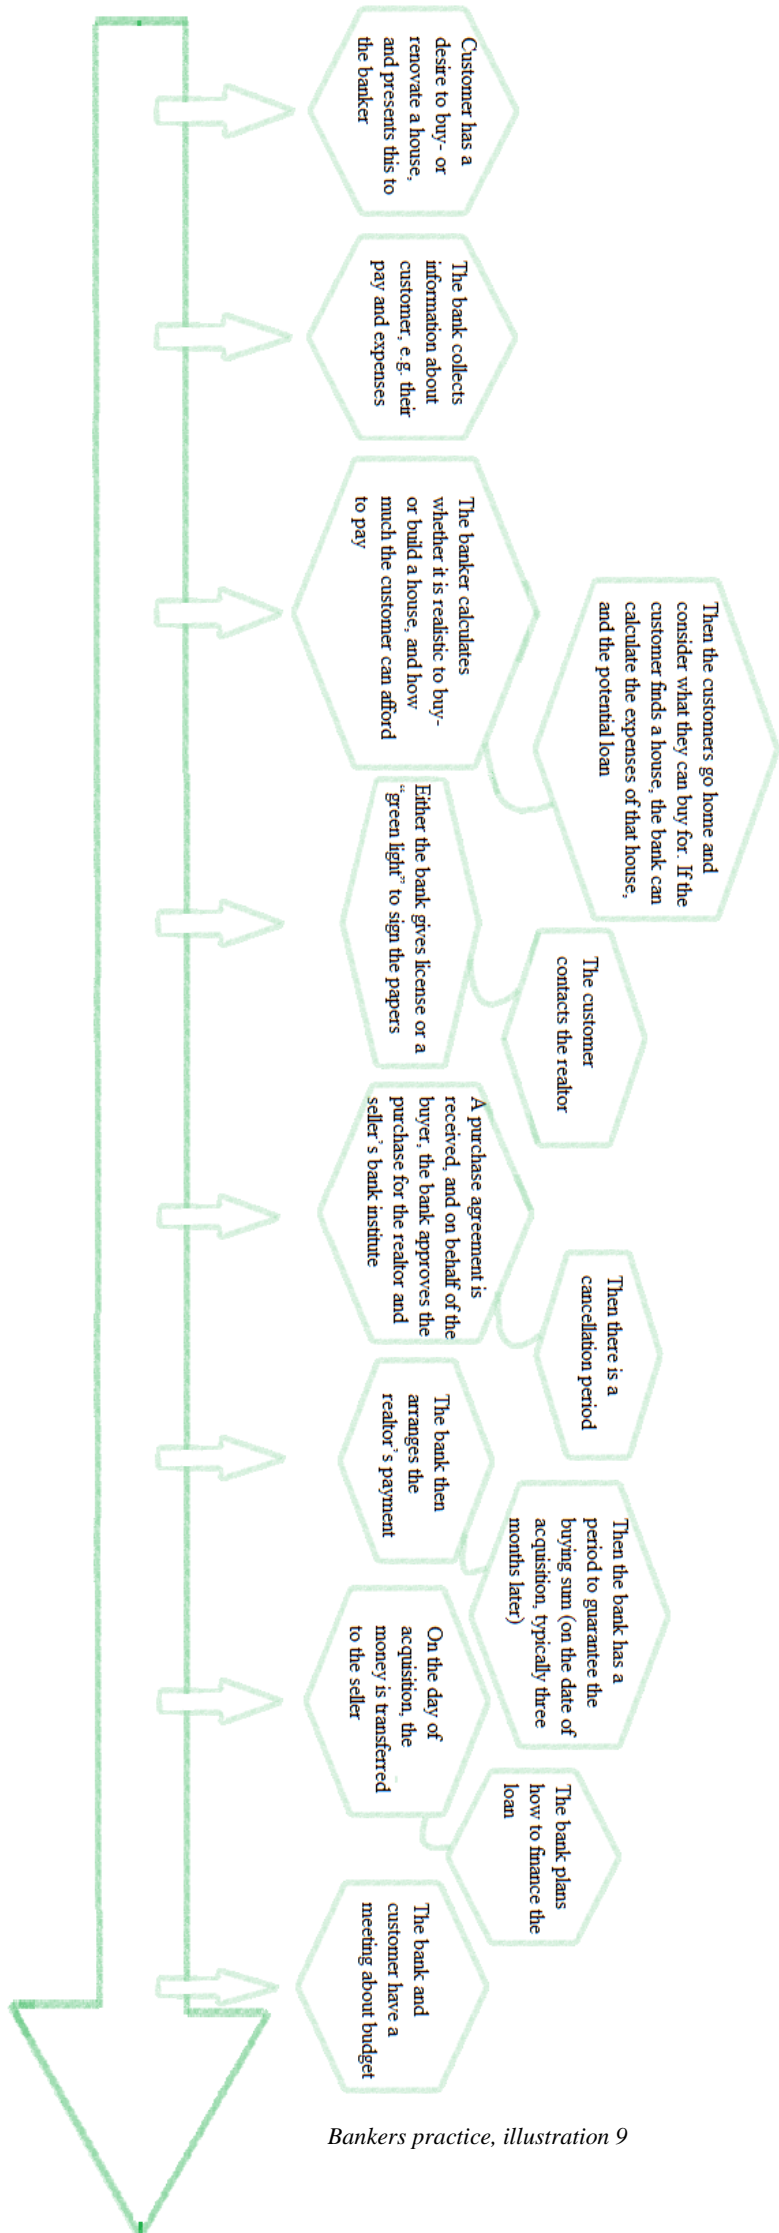 Customer has a
desire to buy- or
renovate a house,
and presents this to
the banker
The bank collects
information about
customer, e.g. their
pay and expenses
The banker calculates
whether it is realistic to buy-
or build a house, and how
much the customer can afford
to pay
Then the customers go home and
consider what they can buy for. If the
customer finds a house, the bank can
calculate the expenses of that house,
and the potential loan
Either the bank gives license or a
“green light” to sign the papers
The customer
contacts the realtor
A purchase agreement is
received, and on behalf of the
buyer, the bank approves the
purchase for the realtor and
seller’s bank institute
Then there is a
cancellation period
The bank then
arranges the
realtor’s payment
Then the bank has a
period to guarantee the
buying sum (on the date of
acquisition, typically three
months later)
On the day of
acquisition, the
money is transferred
to the seller
The bank plans
how to finance the
loan
The bank and
customer have a
meeting about budget
Bankers practice, illustration 9